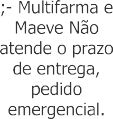 ;- Multifarma e
Maeve Não
atende o prazo
de entrega,
pedido
emergencial.